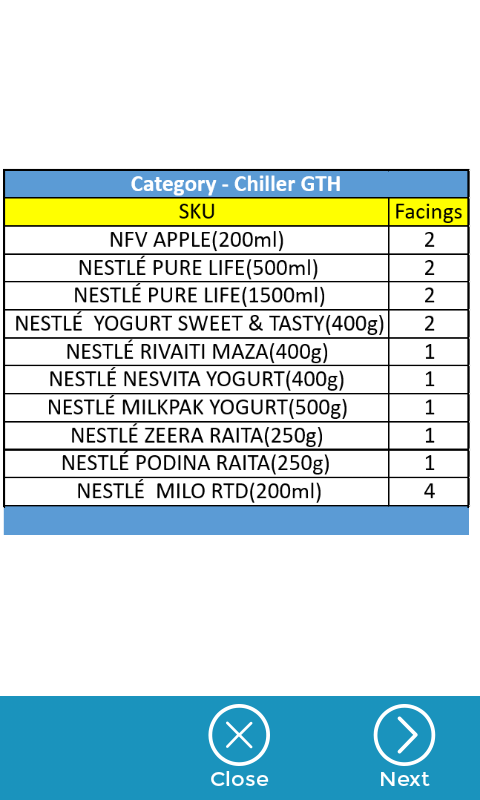 Category - Chiller GTH
SKU Facings
NFV APPLE(200ml) 2
NESTLÉ PURE LIFE(500ml) 2
NESTLÉ PURE LIFE(1500ml) 2
NESTLÉ  YOGURT SWEET & TASTY(400g) 2
NESTLÉ RIVAITI MAZA(400g) 1
NESTLÉ NESVITA YOGURT(400g) 1
NESTLÉ MILKPAK YOGURT(500g) 1
NESTLÉ ZEERA RAITA(250g) 1
NESTLÉ PODINA RAITA(250g) 1
NESTLÉ  MILO RTD(200ml) 4
Close Next